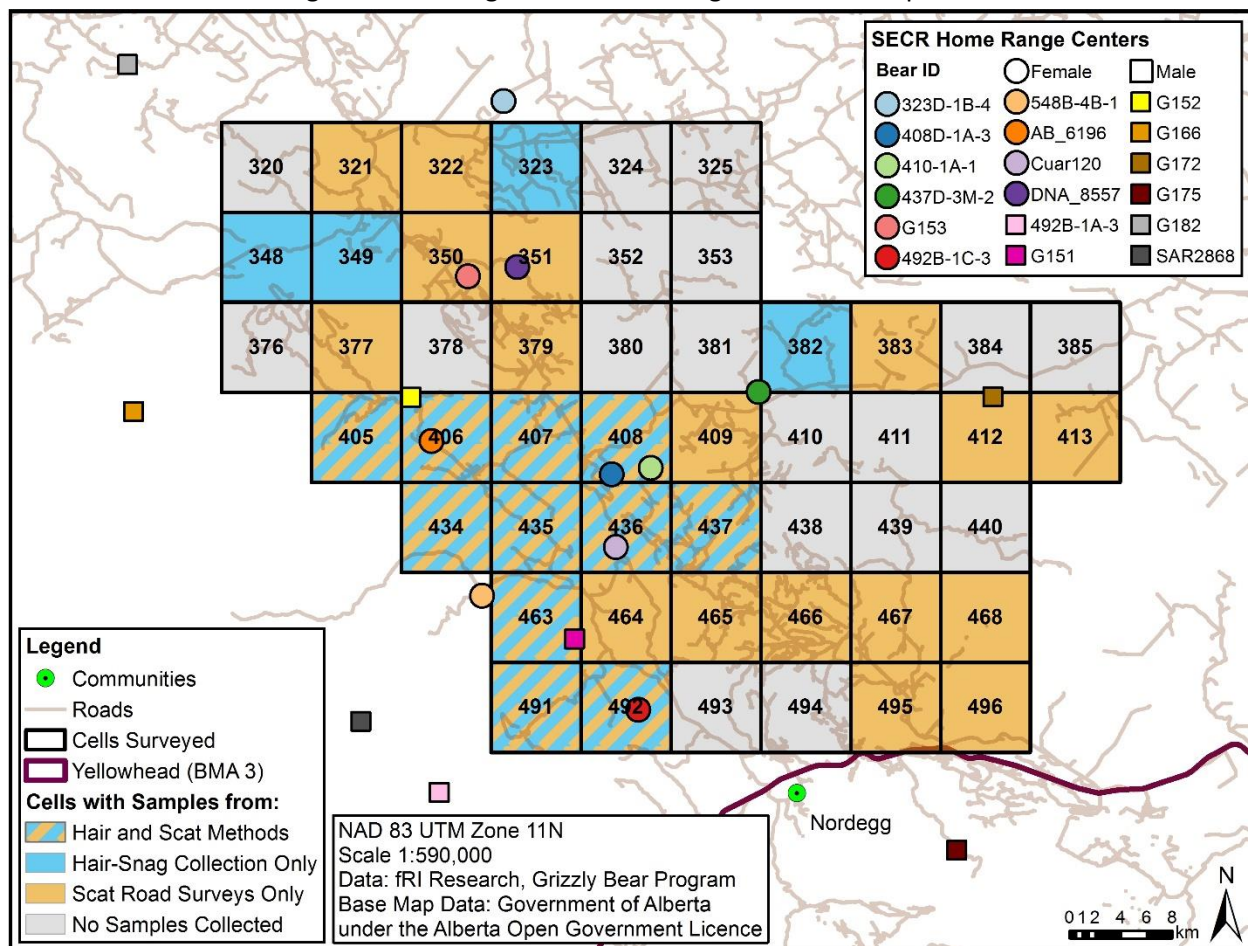 SECR Home Range Centers
Bear ID
Female
Male
323D-1B-4
548B-4B-1
G152
408D-1A-3
AB_6196
G166
410-1A-1
Cuar120
G172
437D-3M-2
DNA_8557
G175
G153
492B-1A-3
G182
492B-1C-3
G151
SAR2868
320 321 322 323 324 325
348 349 350 351 352 353
376 377 378 379 380 381 382 383 384 385
405 406 407 408 409 410 411 412 413
434 435 436 437 438 439 440
463 464 465 466 467 468
491 492 493 494 495 496
Legend
Communities
Roads
Cells Surveyed
Yellowhead (BMA 3)
Cells with Samples from:
Hair and Scat Methods
Hair-Snag Collection Only
Scat Road Surveys Only
No Samples Collected
NAD 83 UTM Zone 11N
Scale 1:590,000
Data: fRI Research, Grizzly Bear Program
Base Map Data: Government of Alberta
under the Alberta Open Government Licence
Nordegg
0 1 2 4 6 8
km
N